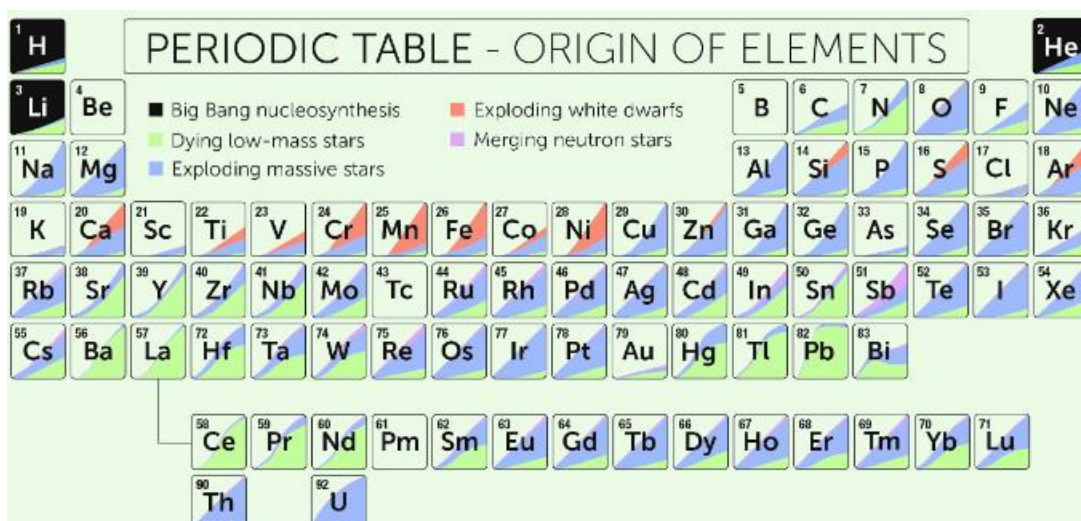 1 H PERIODIC TABLE - ORIGIN OF ELEMENTS 2 He
3 Li 4 Be Big Bang nucleosynthesis Exploding white dwarfs 5 B 6 C 7 N 8 O 9 F 10 Ne
Dying low-mass stars Merging neutron stars
11 Na 12 Mg Exploding massive stars 13 Al 14 Si 15 P 16 S 17 Cl 18 Ar
19 K 20 Ca 21 Sc 22 Ti 23 V 24 Cr 25 Mn 26 Fe 27 Co 28 Ni 29 Cu 30 Zn 31 Ga 32 Ge 33 As 34 Se 35 Br 36 Kr
37 Rb 38 Sr 39 Y 40 Zr 41 Nb 42 Mo 43 Tc 44 Ru 45 Rh 46 Pd 47 Ag 48 Cd 49 In 50 Sn 51 Sb 52 Te 53 I 54 Xe
55 Cs 56 Ba 57 La 72 Hf 73 Ta 74 W 75 Re 76 Os 77 Ir 78 Pt 79 Au 80 Hg 81 Tl 82 Pb 83 Bi
58 Ce 59 Pr 60 Nd 61 Pm 62 Sm 63 Eu 64 Gd 65 Tb 66 Dy 67 Ho 68 Er 69 Tm 70 Yb 71 Lu
90 Th 92 U